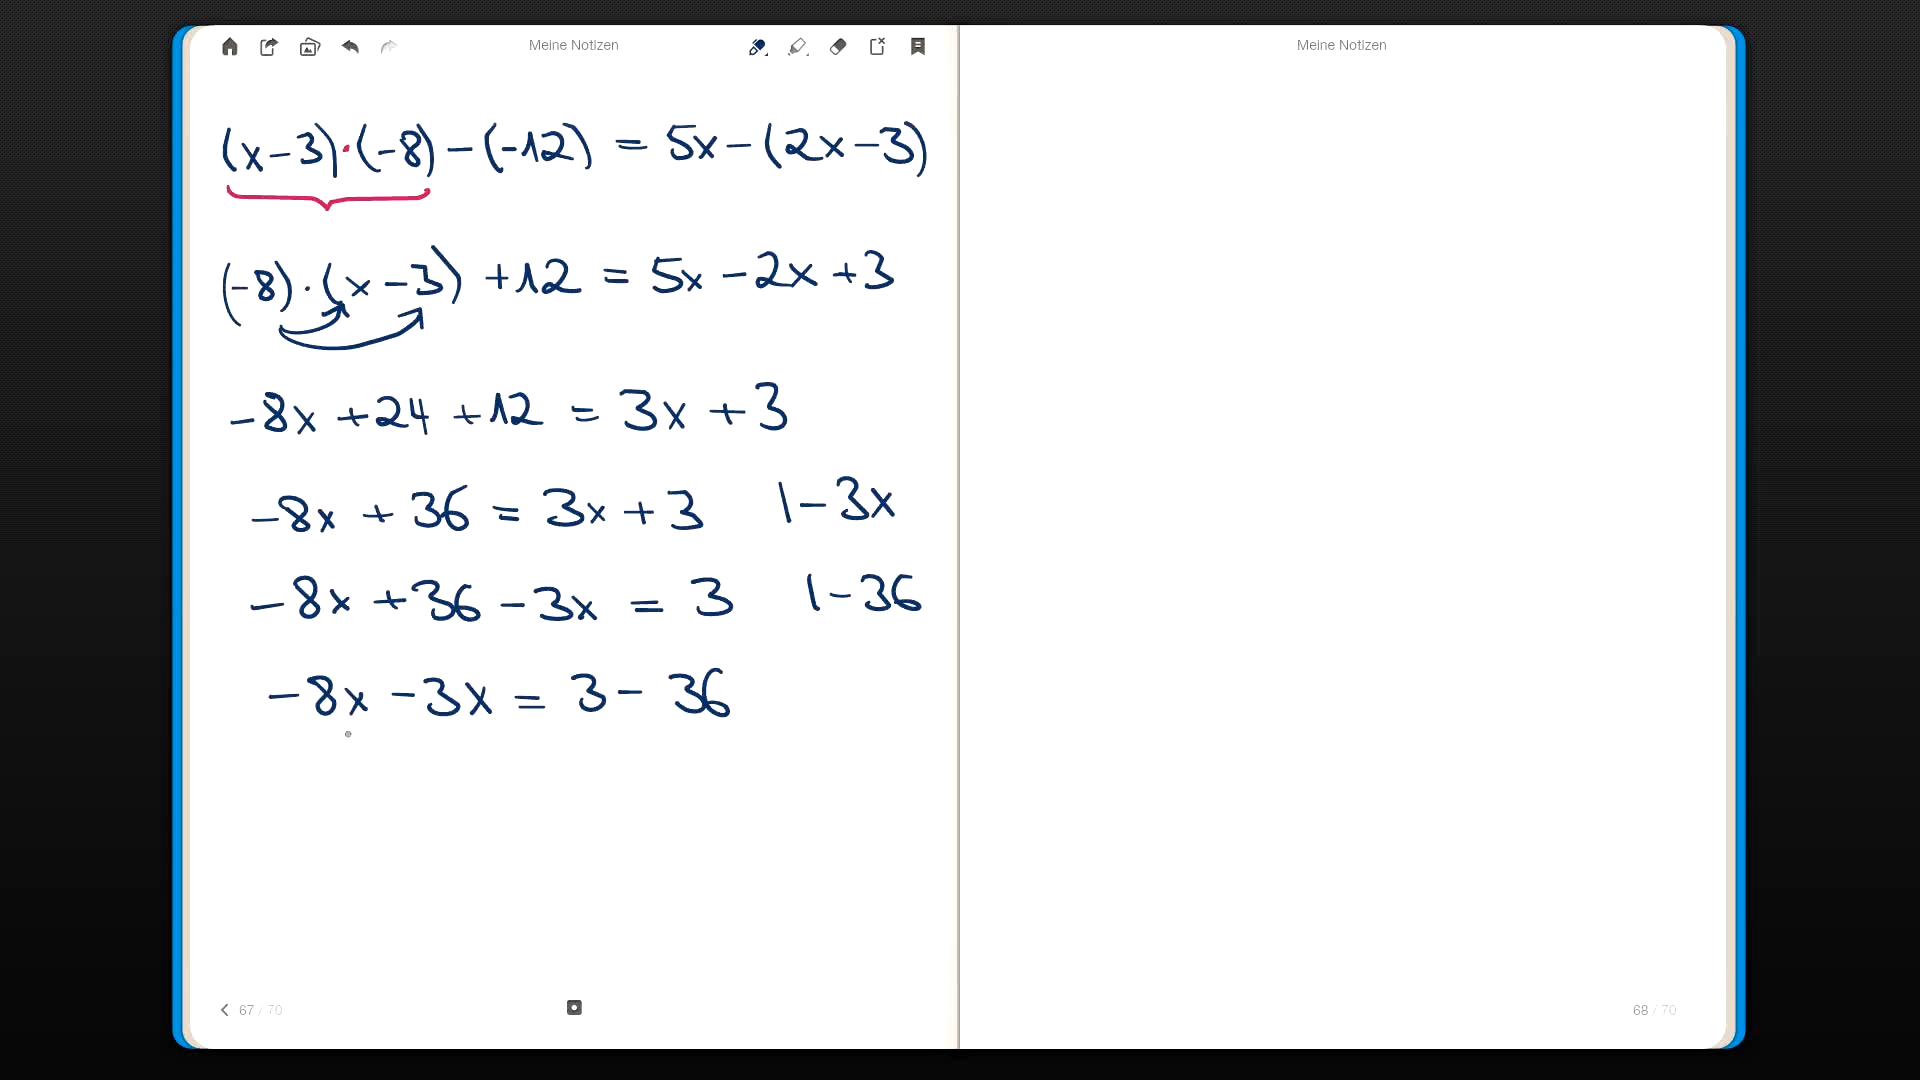 Meine Notizen
(x-3)·(-8)-(-12) = 5x-(2x-3)
(-8)·(x-3)+12 = 5x-2x+3
-8x+24+12 = 3x+3
-8x+36 = 3x+3 |-3x
-8x+36-3x = 3 |-36
-8x-3x = 3-36
67 / 70
Meine Notizen
68 / 70